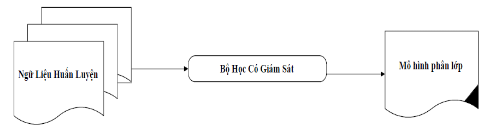 Ngữ Liệu Huấn Luyện
Bộ Học Có Giám Sát
Mô hình phân lớp